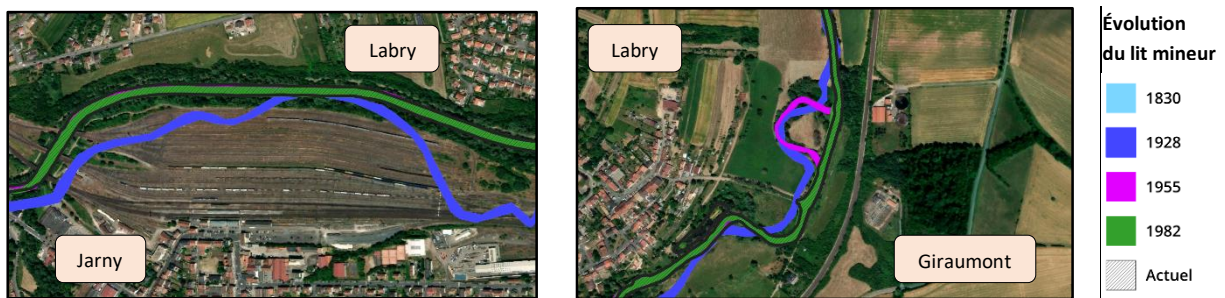 Labry
Jarny
Labry
Giraumont
Évolution
du lit mineur
1830
1928
1955
1982
Actuel